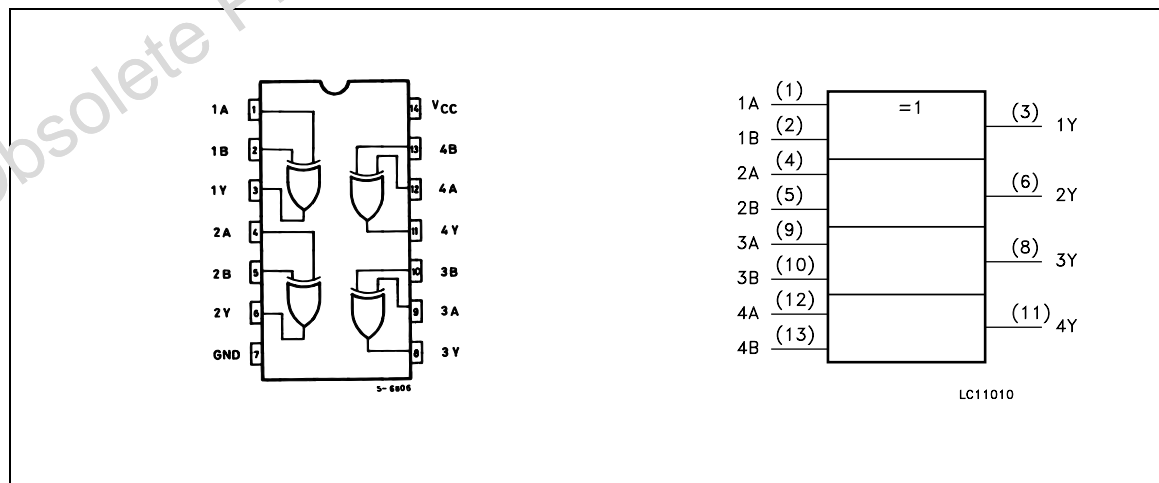 Obsolete
1A 1
1B 2
1Y 3
2A 4
2B 5
2Y 6
GND 7
14 VCC
13 4B
12 4A
11 4Y
10 3B
9 3A
8 3Y
S-6806
1A (1)
1B (2)
2A (4)
2B (5)
3A (9)
3B (10)
4A (12)
4B (13)
=1
(3) 1Y
(6) 2Y
(8) 3Y
(11) 4Y
LC11010